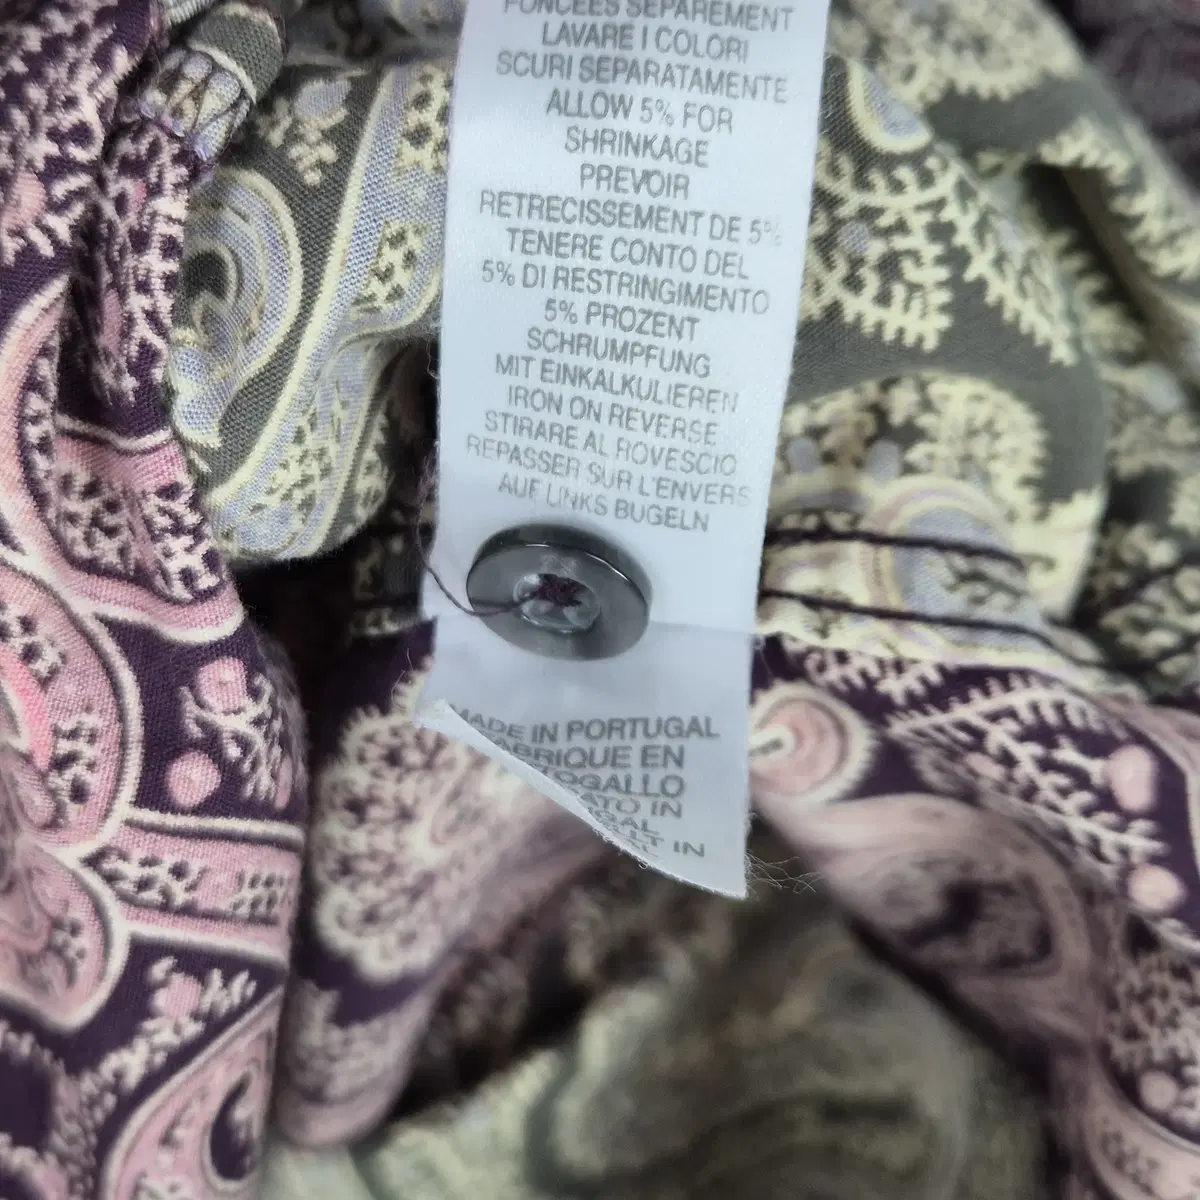 FONCEES SEPAREMENT
LAVARE I COLORI
SCURI SEPARATAMENTE
ALLOW 5% FOR
SHRINKAGE
PREVOIR
RETRECISSEMENT DE 5%
TENERE CONTO DEL
5% DI RESTRINGIMENTO
5% PROZENT
SCHRUMPFUNG
MIT EINKALKULIEREN
IRON ON REVERSE
STIRARE AL ROVESCIO
REPASSER SUR L'ENVERS
AUF LINKS BUGELN
MADE IN PORTUGAL
FABRIQUE EN
IN
IN